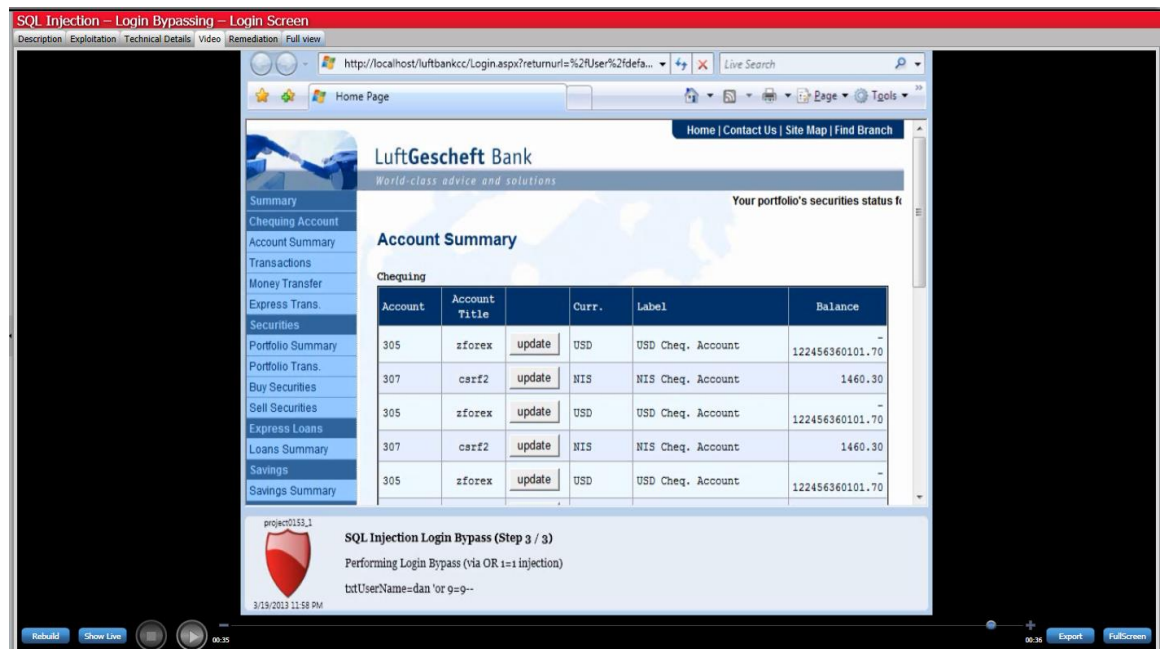 SQL Injection – Login Bypassing – Login Screen
Description Exploitation Technical Details Video Remediation Full view
http://localhost/luftbankcc/Login.aspx?returnurl=%2fUser%2fdefa... Live Search
Home Page Page Tools
Home | Contact Us | Site Map | Find Branch
LuftGescheft Bank
World-class advice and solutions
Your portfolio's securities status fo
Summary
Chequing Account
Account Summary
Transactions
Money Transfer
Express Trans.
Securities
Portfolio Summary
Portfolio Trans.
Buy Securities
Sell Securities
Express Loans
Loans Summary
Savings
Savings Summary
Account Summary
Chequing
Account Account Title Curr. Label Balance
305 zforex update USD USD Cheq. Account -122456360101.70
307 csrf2 update NIS NIS Cheq. Account 1460.30
305 zforex update USD USD Cheq. Account -122456360101.70
307 csrf2 update NIS NIS Cheq. Account 1460.30
305 zforex update USD USD Cheq. Account -122456360101.70
project0153_1
3/19/2013 11:58 PM
SQL Injection Login Bypass (Step 3 / 3)
Performing Login Bypass (via OR 1=1 injection)
txtUserName=dan 'or 9=9--
Rebuild Show Live 00:35 00:36 Export FullScreen